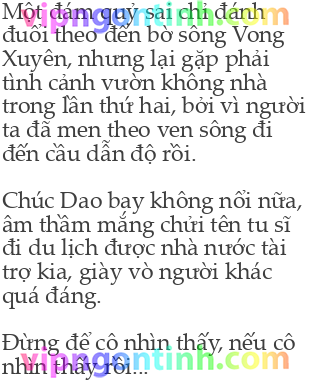 Một đám quỷ sai chỉ đánh
đuổi theo đến bờ sông Vong
Xuyên, nhưng lại gặp phải
tình cảnh vườn không nhà
trong lần thứ hai, bởi vì người
ta đã men theo ven sông đi
đến cầu dẫn độ rồi.
Chúc Dao bay không nổi nữa,
âm thầm mắng chửi tên tu sĩ
đi du lịch được nhà nước tài
trợ kia, giày vò người khác
quá đáng.
Đừng để cô nhìn thấy, nếu cô
nhìn thấy rồi...
vipngontinh.com
vipngontinh.com